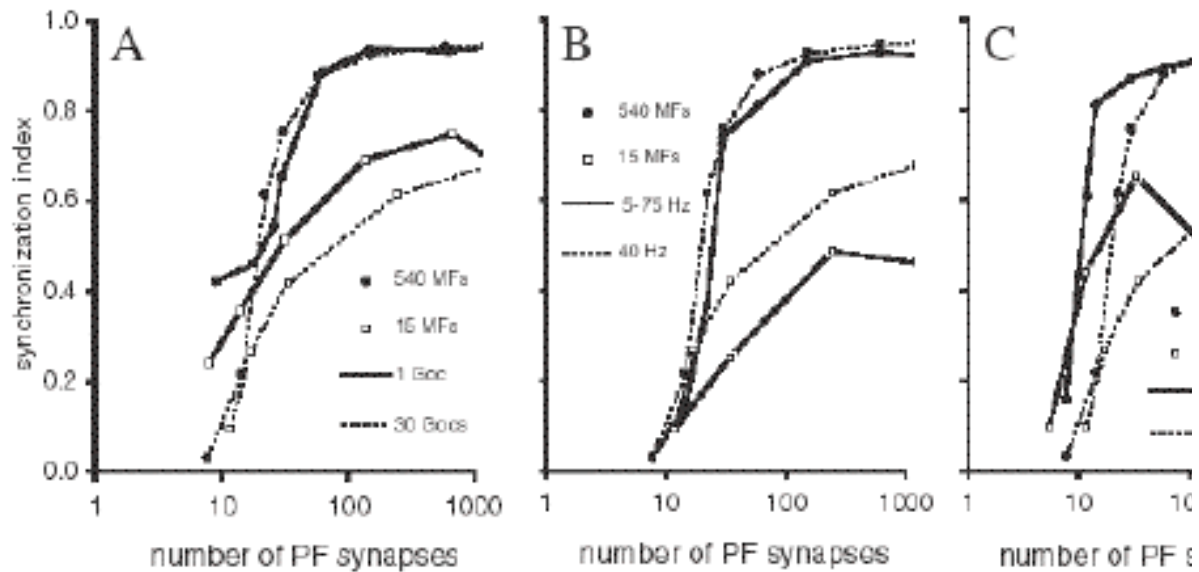 A
B
C
1.0
0.8
0.6
0.4
0.2
0.0
synchronization index
540 MFs
15 MFs
1 Goc
30 Gocs
1
10
100
1000
number of PF synapses
540 MFs
15 MFs
5-75 Hz
40 Hz
1
10
100
1000
number of PF synapses
1
10
number of PF s